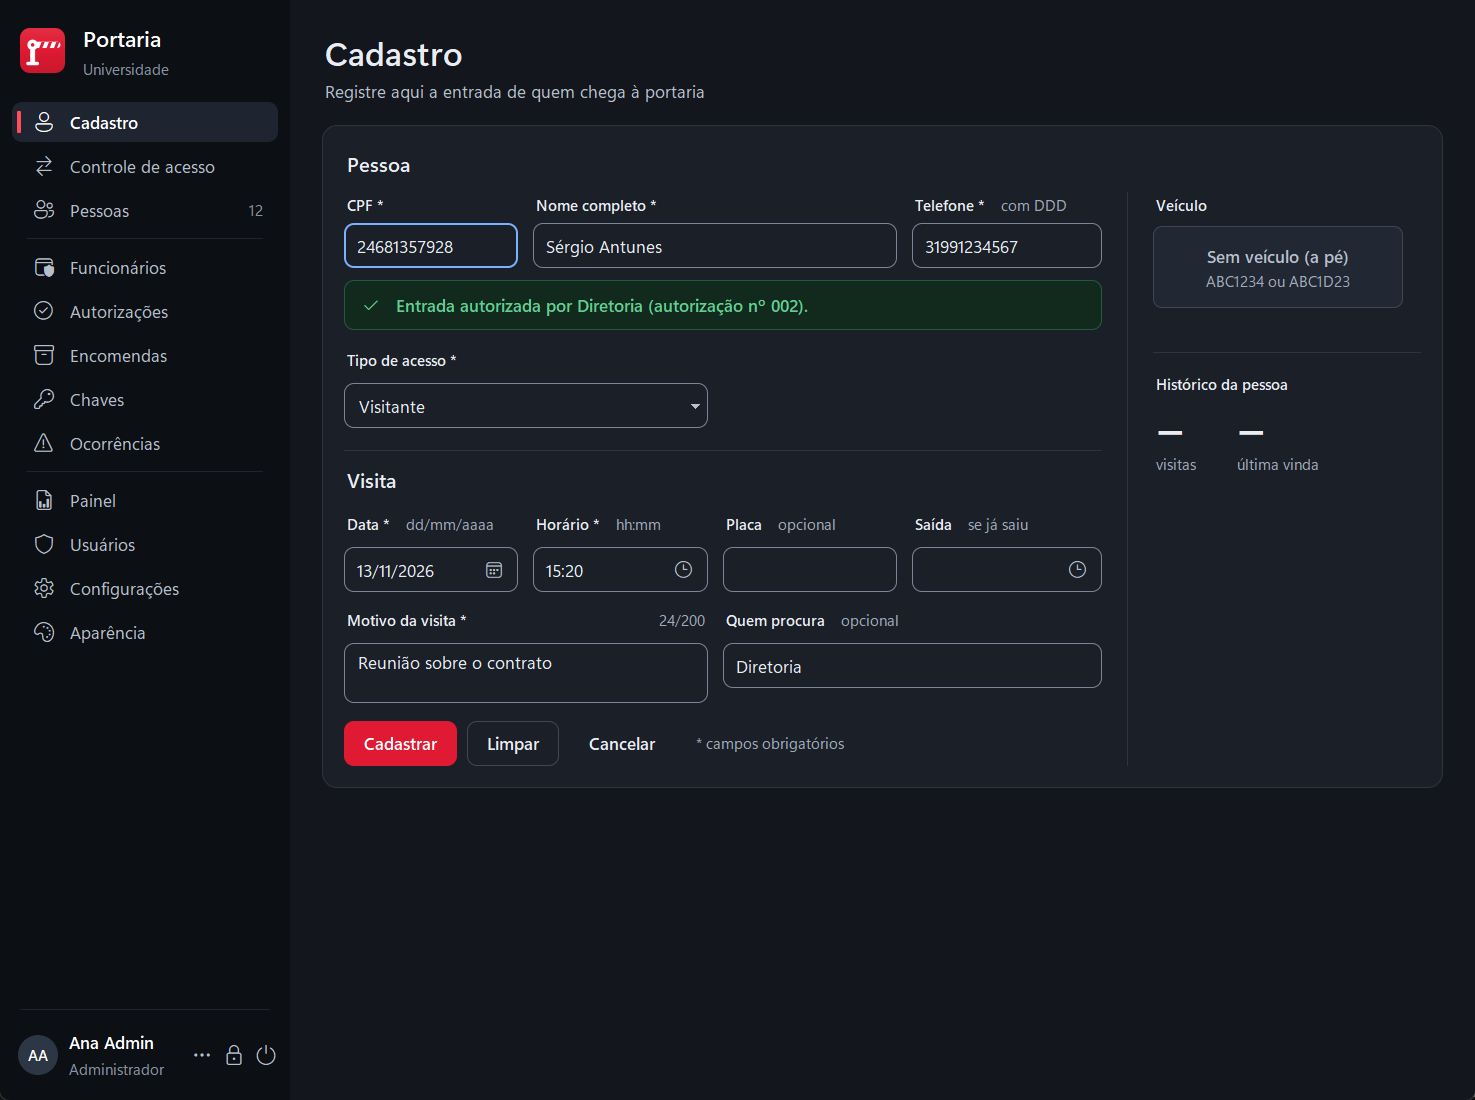 Portaria
Universidade
Cadastro
Controle de acesso
Pessoas 12
Funcionários
Autorizações
Encomendas
Chaves
Ocorrências
Painel
Usuários
Configurações
Aparência
AA
Ana Admin
Administrador
Cadastro
Registre aqui a entrada de quem chega à portaria
Pessoa
CPF * Nome completo * Telefone * com DDD
24681357928 Sérgio Antunes 31991234567
Entrada autorizada por Diretoria (autorização nº 002).
Tipo de acesso *
Visitante
Visita
Data * dd/mm/aaaa Horário * hh:mm Placa opcional Saída se já saiu
13/11/2026 15:20
Motivo da visita * 24/200 Quem procura opcional
Reunião sobre o contrato
Diretoria
Cadastrar Limpar Cancelar * campos obrigatórios
Veículo
Sem veículo (a pé)
ABC1234 ou ABC1D23
Histórico da pessoa
— —
visitas última vinda